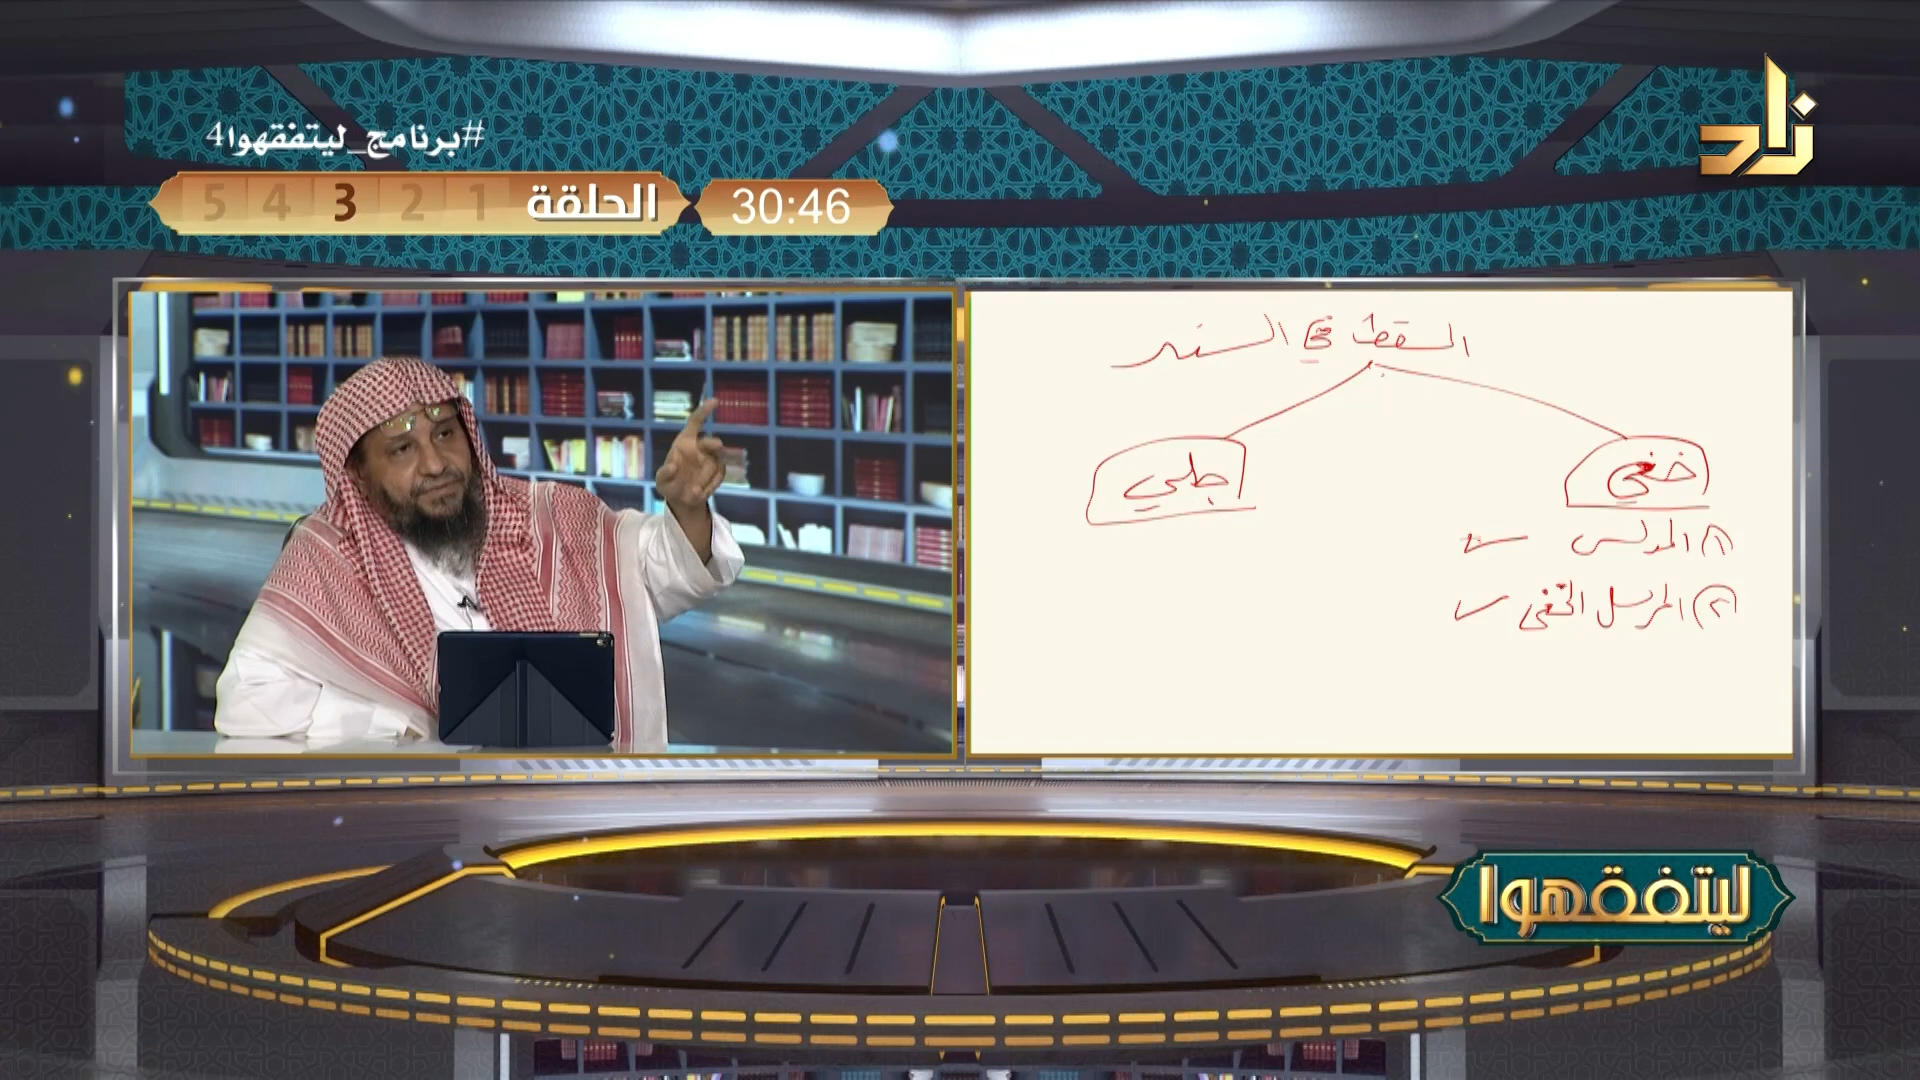 زاد
#برنامج_ليتفقهوا4
الحلقة 1 2 3 4 5
30:46
السقط في السند
خفي
جلي
١) المدلس
٢) المرسل الخفي
ليتفقهوا